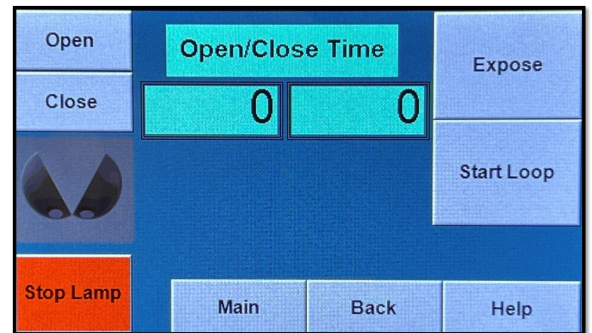 Open
Open/Close Time
Expose
Close
0
0
Start Loop
Stop Lamp
Main
Back
Help